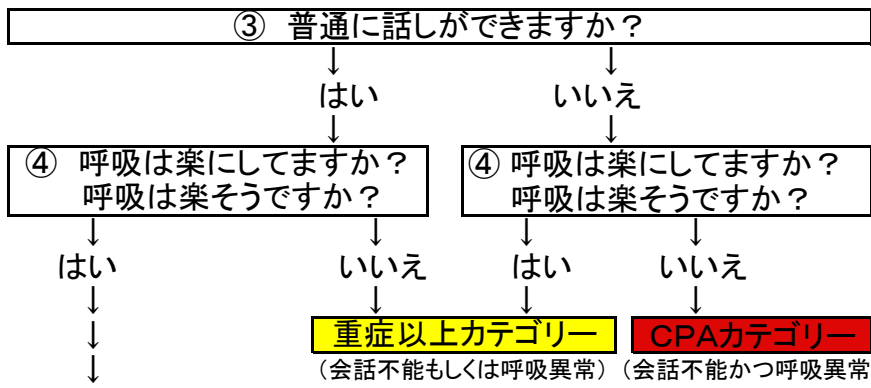 ③ 普通に話しができますか？
↓ ↓
はい いいえ
↓ ↓
④ 呼吸は楽にしてますか？ ④ 呼吸は楽にしてますか？
呼吸は楽そうですか？ 呼吸は楽そうですか？
↓ ↓ ↓ ↓
はい いいえ はい いいえ
↓ ↓ ↓ ↓
↓ 重症以上カテゴリー CPAカテゴリー
↓ （会話不能もしくは呼吸異常） （会話不能かつ呼吸異常